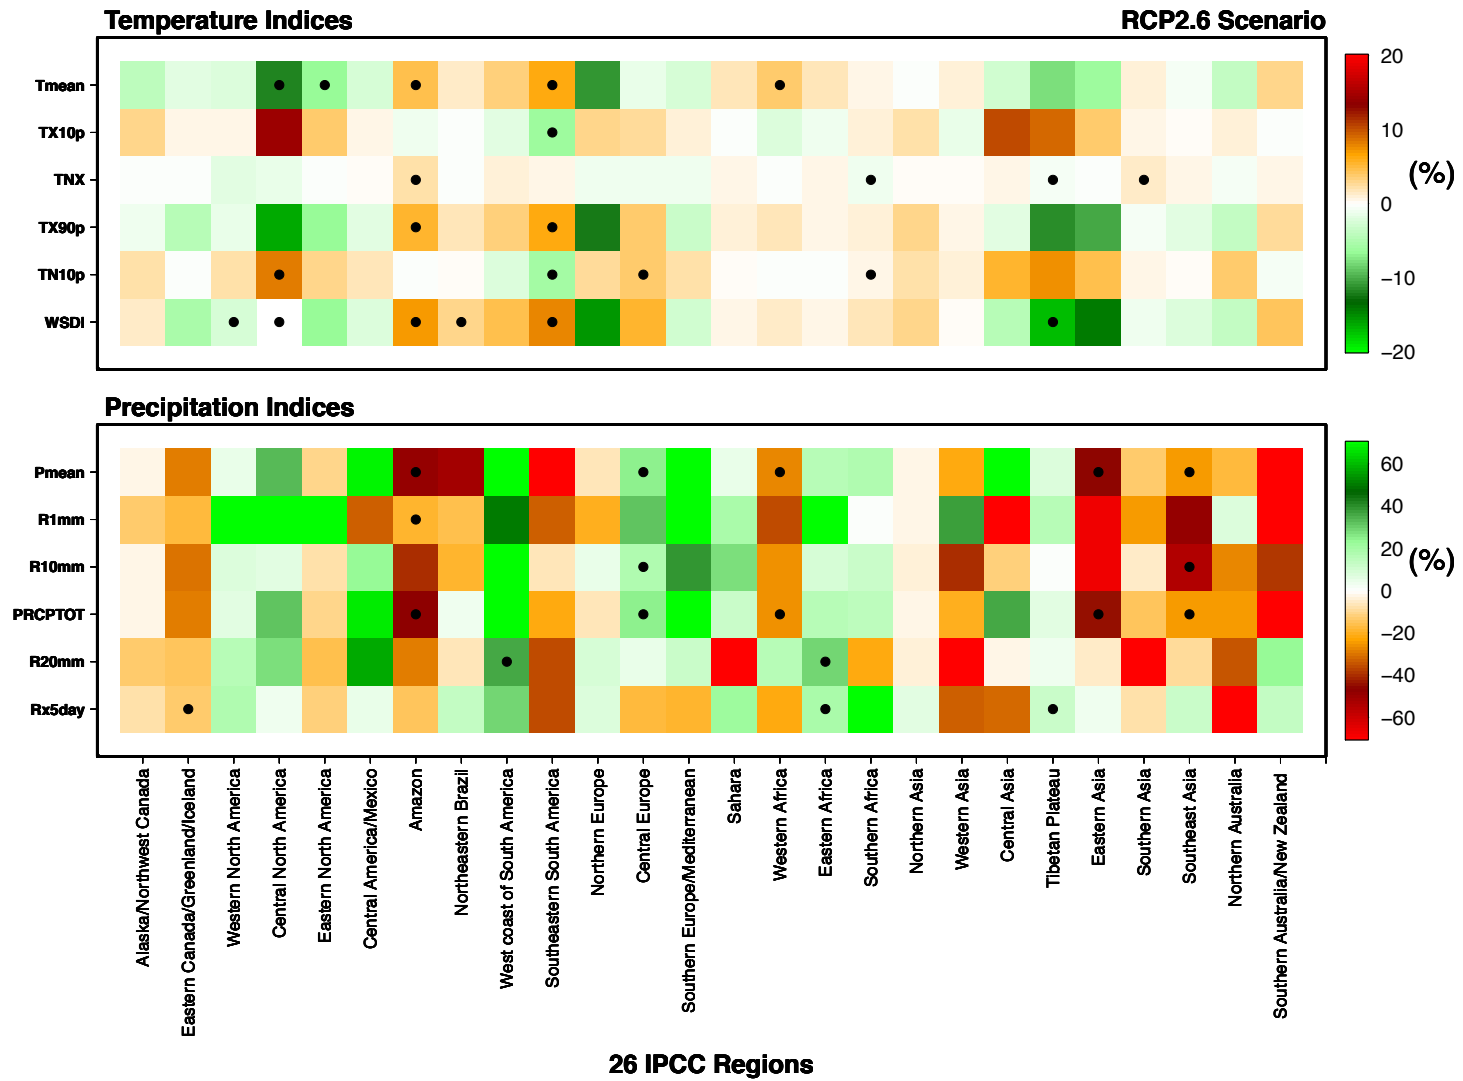 Temperature Indices
RCP2.6 Scenario
Tmean
TX10p
TNX
TX90p
TN10p
WSDI
20
10
0
−10
−20
(%)
Precipitation Indices
Pmean
R1mm
R10mm
PRCPTOT
R20mm
Rx5day
60
40
20
0
−20
−40
−60
(%)
Alaska/Northwest Canada
Eastern Canada/Greenland/Iceland
Western North America
Central North America
Eastern North America
Central America/Mexico
Amazon
Northeastern Brazil
West coast of South America
Southeastern South America
Northern Europe
Central Europe
Southern Europe/Mediterranean
Sahara
Western Africa
Eastern Africa
Southern Africa
Northern Asia
Western Asia
Central Asia
Tibetan Plateau
Eastern Asia
Southern Asia
Southeast Asia
Northern Australia
Southern Australia/New Zealand
26 IPCC Regions